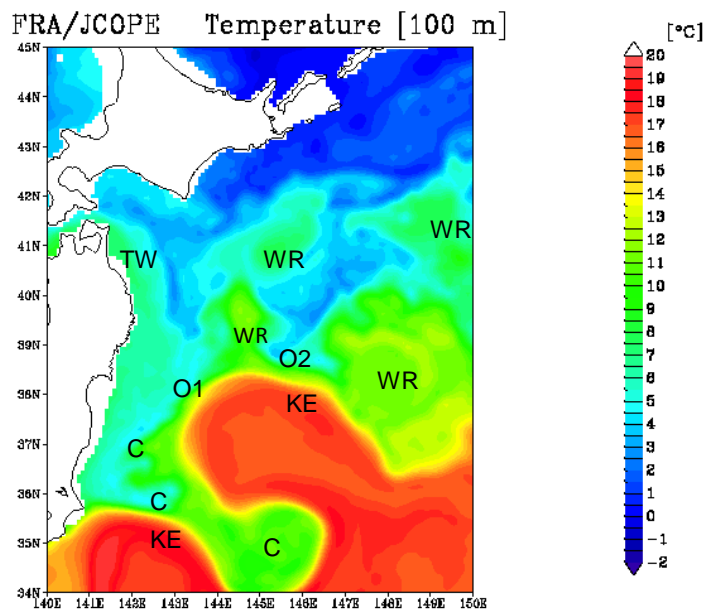 FRA/JCOPE Temperature [100 m]
[°C]
45N
44N
43N
42N
41N
40N
39N
38N
37N
36N
35N
34N
140E 141E 142E 143E 144E 145E 146E 147E 148E 149E 150E
TW
WR
WR
WR
O2
O1
WR
KE
C
C
KE
C
20
19
18
17
16
15
14
13
12
11
10
9
8
7
6
5
4
3
2
1
0
-1
-2